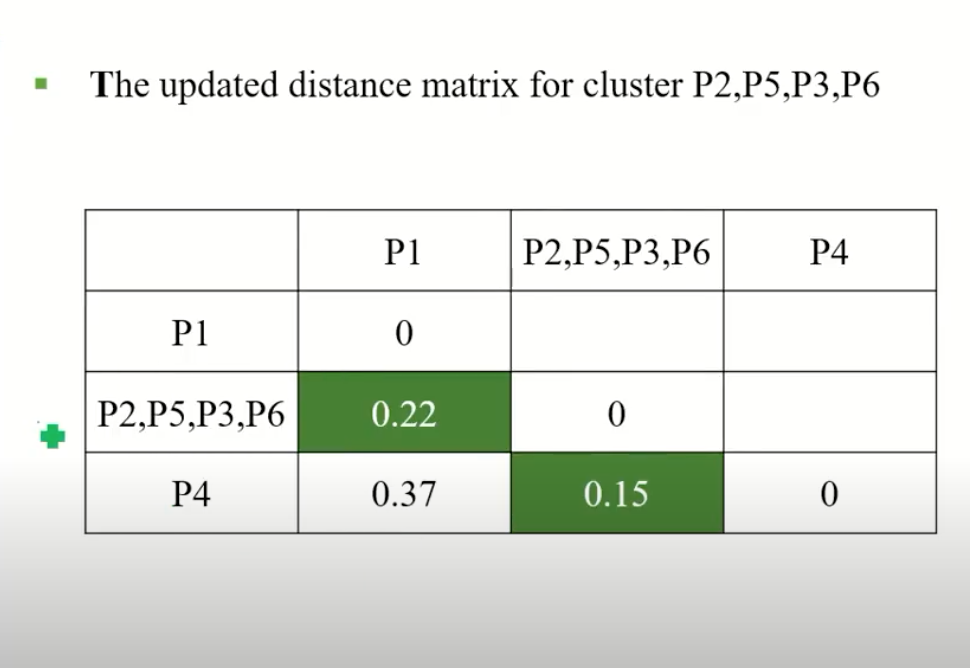 The updated distance matrix for cluster P2,P5,P3,P6
P1 P2,P5,P3,P6 P4
P1 0
P2,P5,P3,P6 0.22 0
P4 0.37 0.15 0